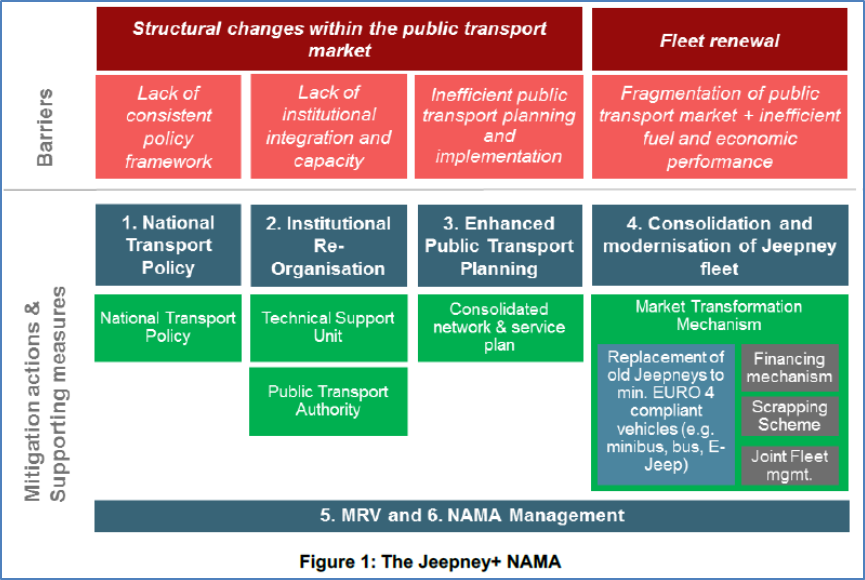 Structural changes within the public transport
market
Fleet renewal
Barriers
Lack of
consistent
policy
framework
Lack of
institutional
integration and
capacity
Inefficient public
transport planning
and
implementation
Fragmentation of public
transport market + inefficient
fuel and economic
performance
Mitigation actions &
Supporting measures
1. National
Transport
Policy
2. Institutional
Re-
Organisation
3. Enhanced
Public Transport
Planning
4. Consolidation and
modernisation of Jeepney
fleet
National Transport
Policy
Technical Support
Unit
Public Transport
Authority
Consolidated
network & service
plan
Market Transformation
Mechanism
Replacement of
old Jeepneys to
min. EURO 4
compliant
vehicles (e.g.
minibus, bus, E-
Jeep)
Financing
mechanism
Scrapping
Scheme
Joint Fleet
mgmt.
5. MRV and 6. NAMA Management
Figure 1: The Jeepney+ NAMA